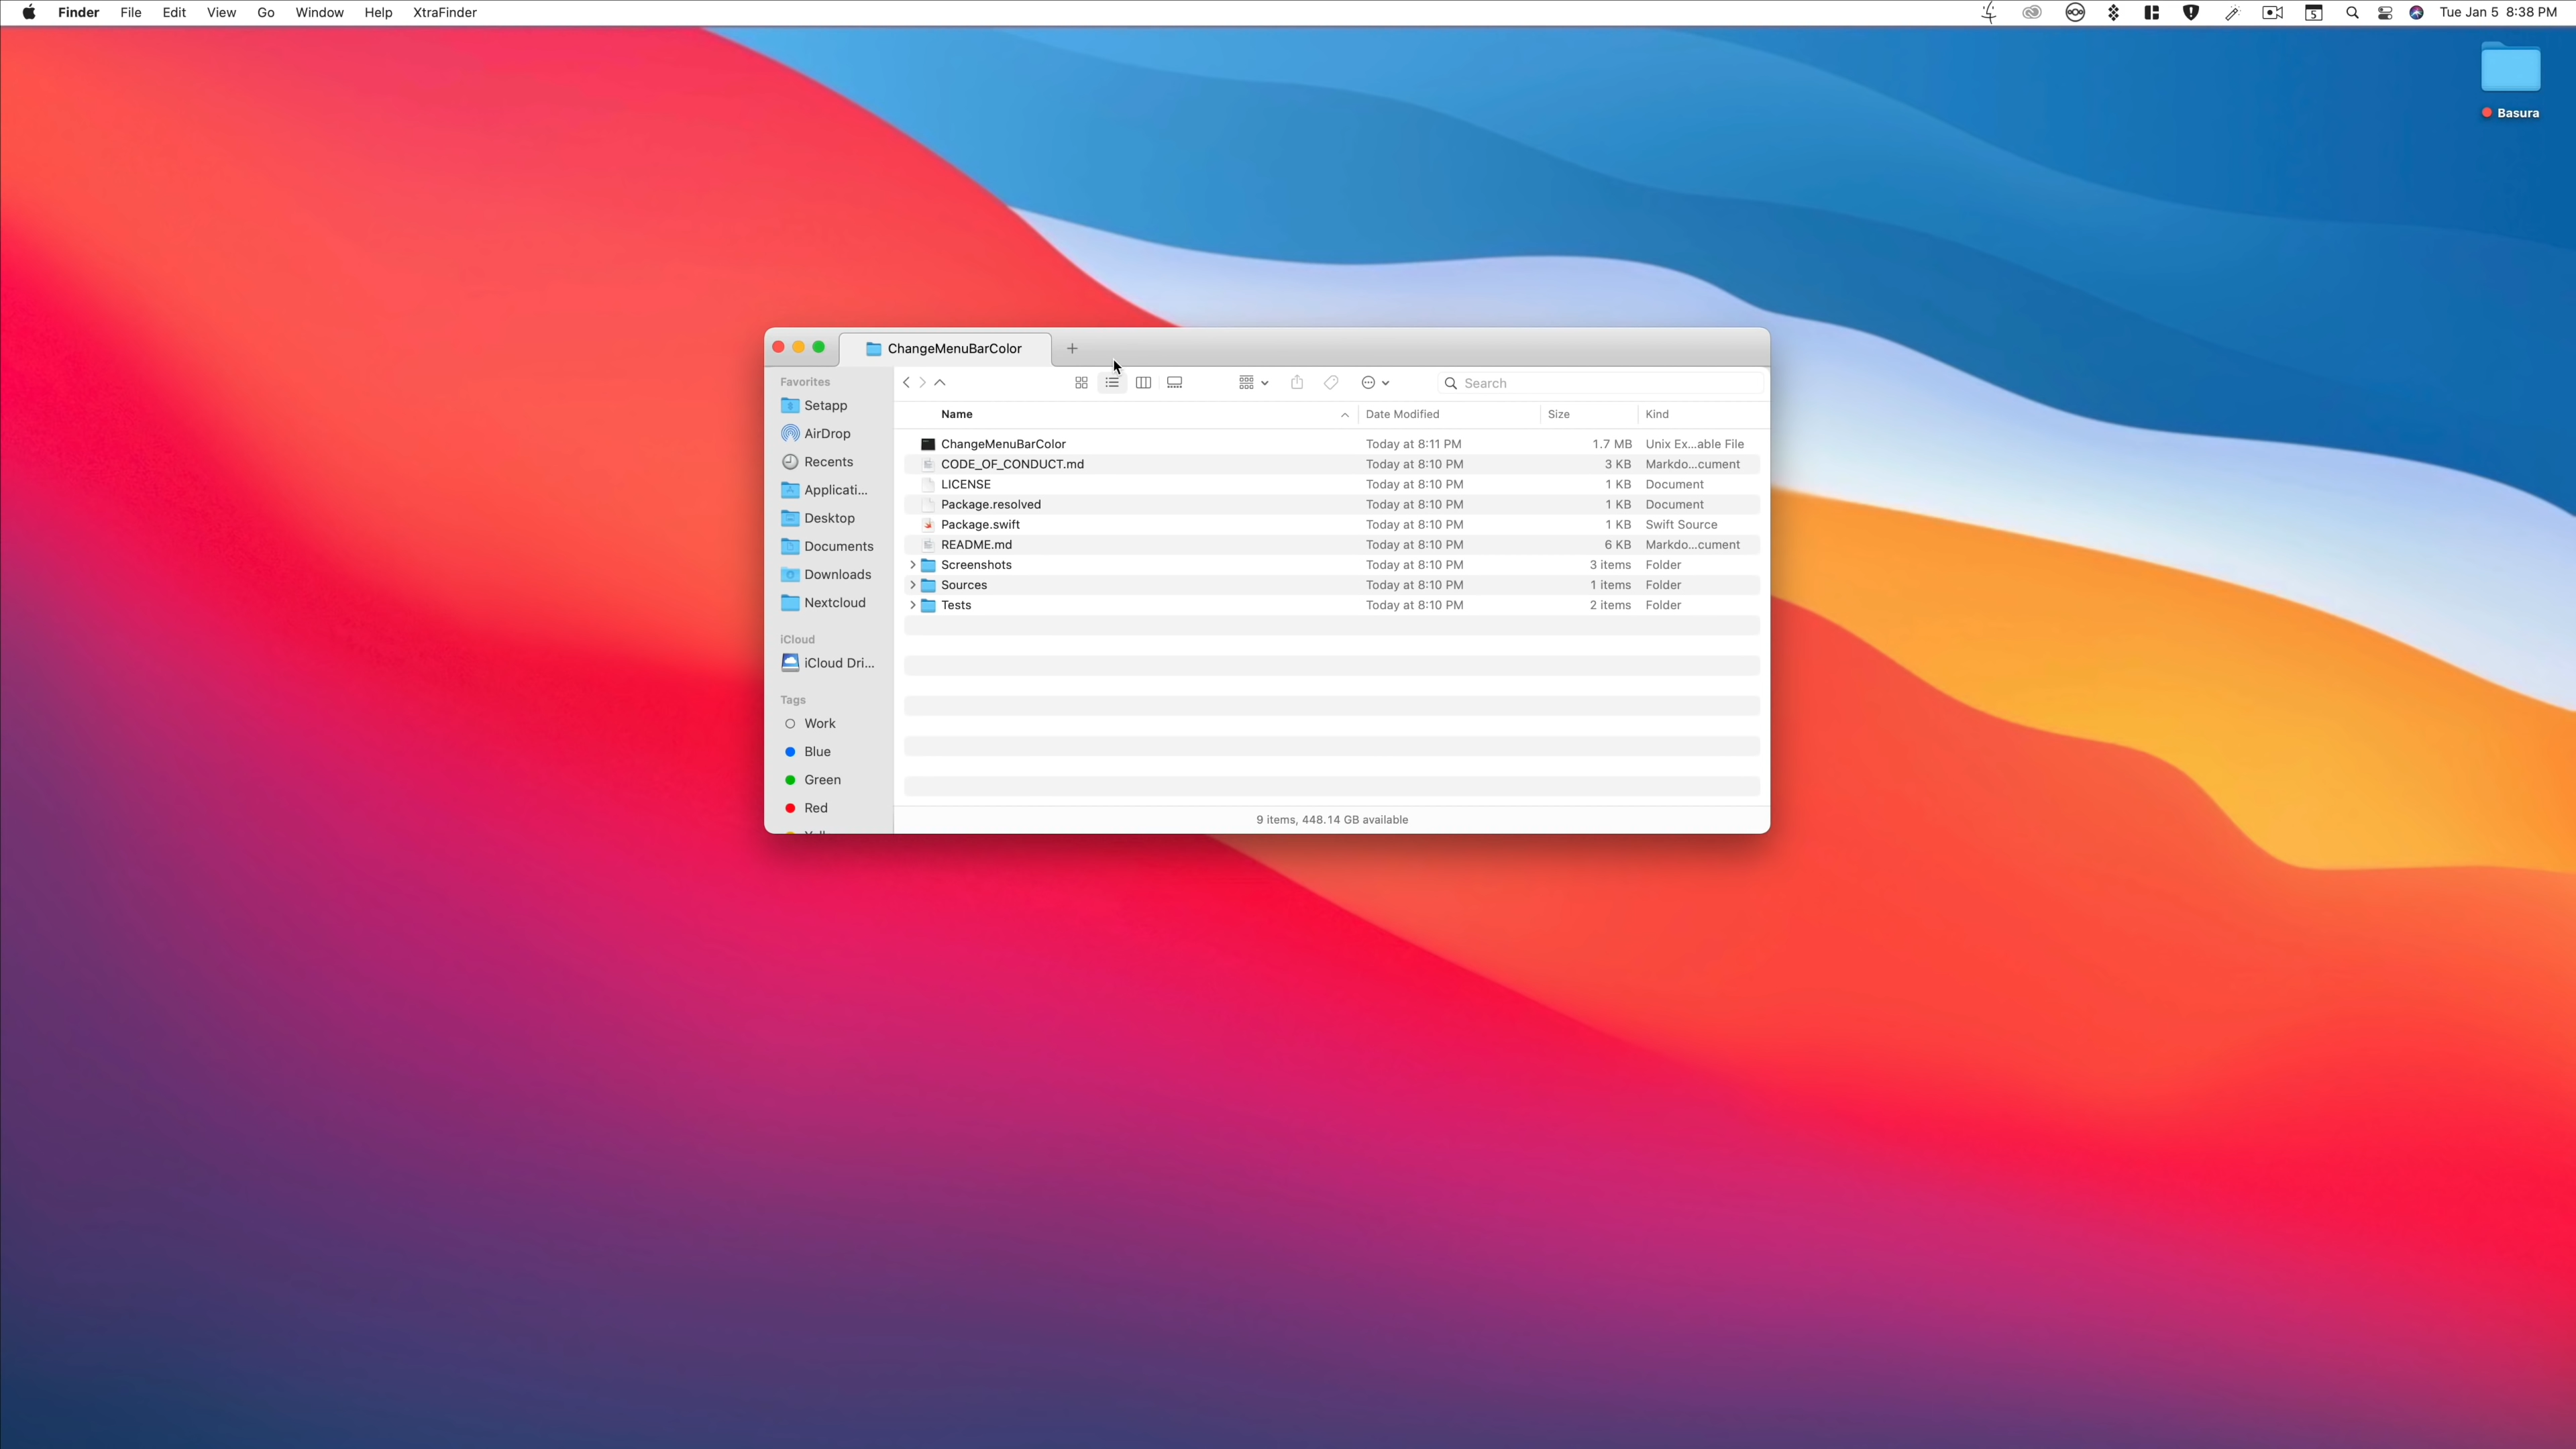 Finder File Edit View Go Window Help XtraFinder 5 Tue Jan 5 8:38 PM
Basura
ChangeMenuBarColor
Favorites
Setapp
AirDrop
Recents
Applicati...
Desktop
Documents
Downloads
Nextcloud
iCloud
iCloud Dri...
Tags
Work
Blue
Green
Red
Search
Name Date Modified Size Kind
ChangeMenuBarColor Today at 8:11 PM 1.7 MB Unix Ex...able File
CODE_OF_CONDUCT.md Today at 8:10 PM 3 KB Markdo...cument
LICENSE Today at 8:10 PM 1 KB Document
Package.resolved Today at 8:10 PM 1 KB Document
Package.swift Today at 8:10 PM 1 KB Swift Source
README.md Today at 8:10 PM 6 KB Markdo...cument
Screenshots Today at 8:10 PM 3 items Folder
Sources Today at 8:10 PM 1 items Folder
Tests Today at 8:10 PM 2 items Folder
9 items, 448.14 GB available